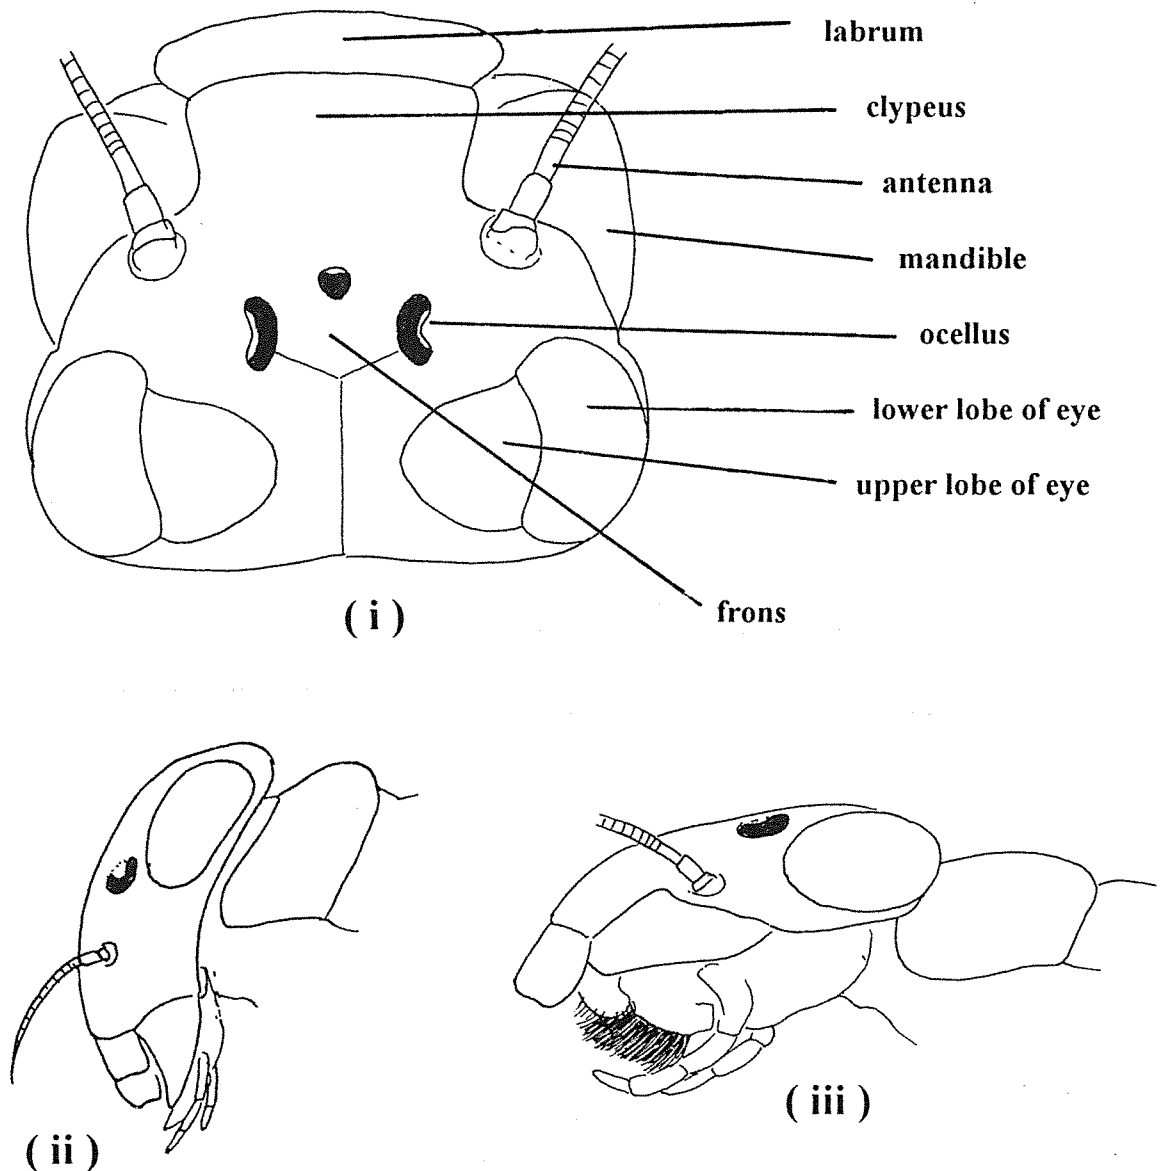 labrum
clypeus
antenna
mandible
ocellus
lower lobe of eye
upper lobe of eye
frons
( i )
( ii )
( iii )